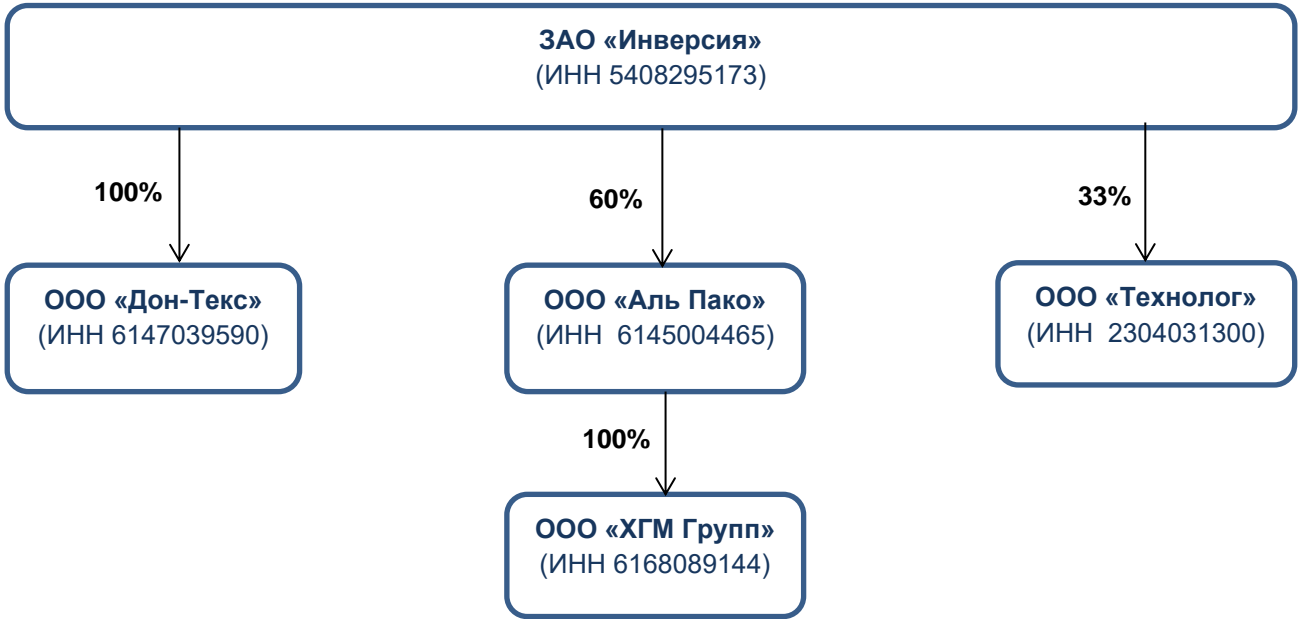 ЗАО «Инверсия»
(ИНН 5408295173)
100%
60%
33%
ООО «Дон-Текс»
(ИНН 6147039590)
ООО «Аль Пако»
(ИНН 6145004465)
ООО «Технолог»
(ИНН 2304031300)
100%
ООО «ХГМ Групп»
(ИНН 6168089144)